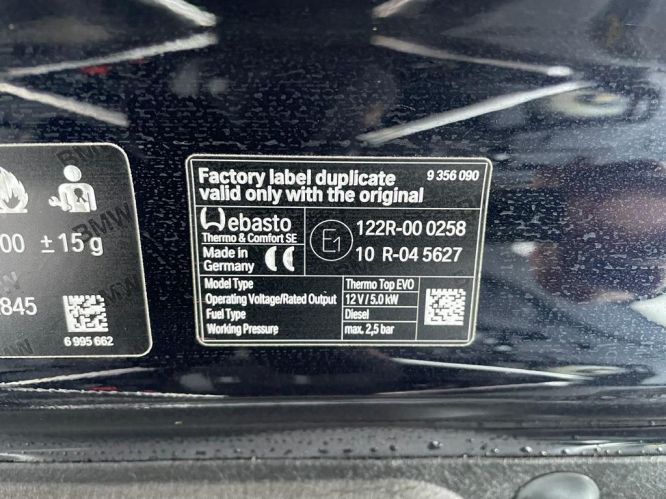 Factory label duplicate 9 356 090
valid only with the original
Webasto
Thermo & Comfort SE
Made in
Germany CE
E1
122R-00 0258
10 R-04 5627
Model Type Thermo Top EVO
Operating Voltage/Rated Output 12 V / 5.0 kW
Fuel Type Diesel
Working Pressure max. 2,5 bar
BMW
00 ± 15 g
845
6 995 662